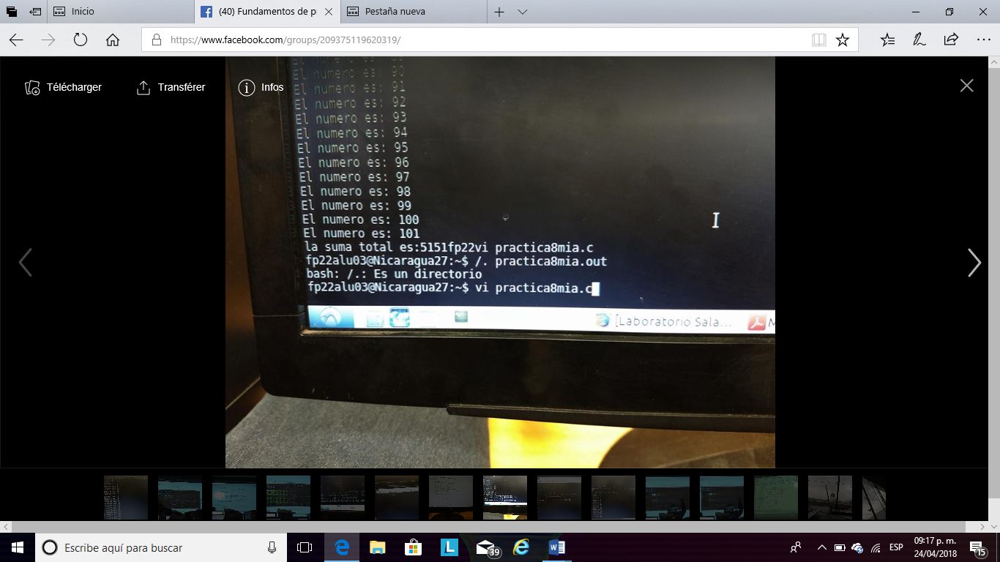 Inicio
(40) Fundamentos de p
Pestaña nueva
https://www.facebook.com/groups/209375119620319/
Télécharger
Transférer
Infos
El numero es: 90
El numero es: 91
El numero es: 92
El numero es: 93
El numero es: 94
El numero es: 95
El numero es: 96
El numero es: 97
El numero es: 98
El numero es: 99
El numero es: 100
El numero es: 101
la suma total es:5151fp22vi practica8mia.c
fp22alu03@Nicaragua27:~$ /. practica8mia.out
bash: /.: Es un directorio
fp22alu03@Nicaragua27:~$ vi practica8mia.c
[Laboratorio Sala...
M
Escribe aquí para buscar
L
39
ESP
09:17 p. m.
24/04/2018
15